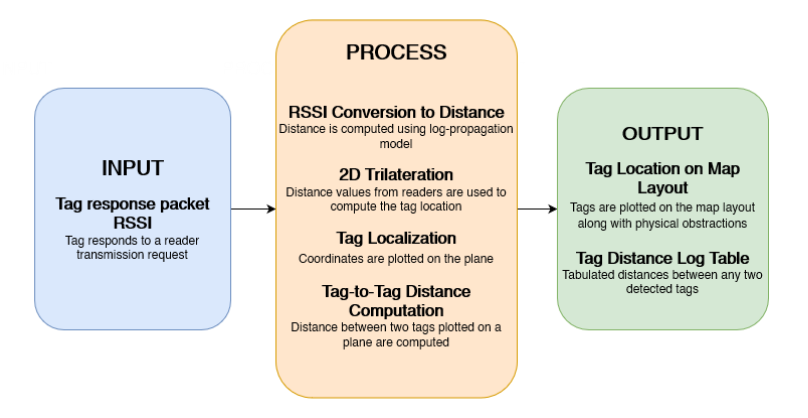 INPUT
Tag response packet
RSSI
Tag responds to a reader
transmission request
PROCESS
RSSI Conversion to Distance
Distance is computed using log-propagation
model
2D Trilateration
Distance values from readers are used to
compute the tag location
Tag Localization
Coordinates are plotted on the plane
Tag-to-Tag Distance
Computation
Distance between two tags plotted on a
plane are computed
OUTPUT
Tag Location on Map
Layout
Tags are plotted on the map layout
along with physical obstractions
Tag Distance Log Table
Tabulated distances between any two
detected tags